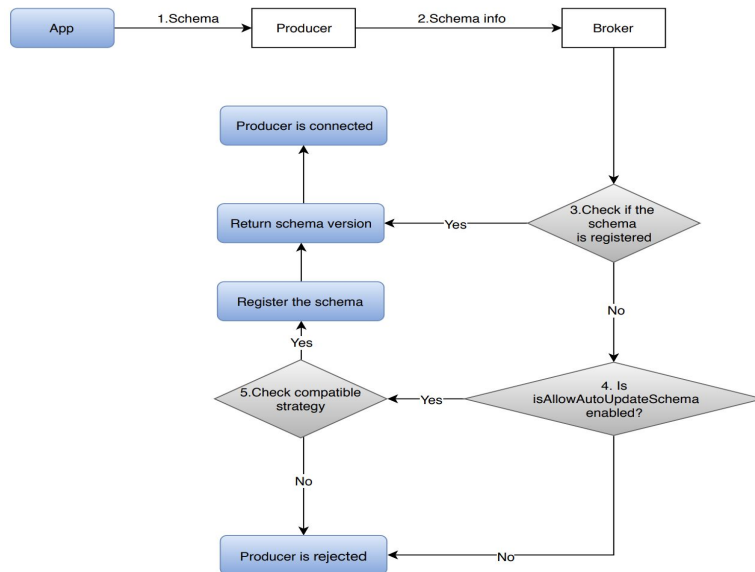 App
1.Schema
Producer
2.Schema info
Broker
Producer is connected
3.Check if the
schema
is registered
Yes
Return schema version
Register the schema
No
Yes
5.Check compatible
strategy
Yes
4. Is
isAllowAutoUpdateSchema
enabled?
No
Producer is rejected
No